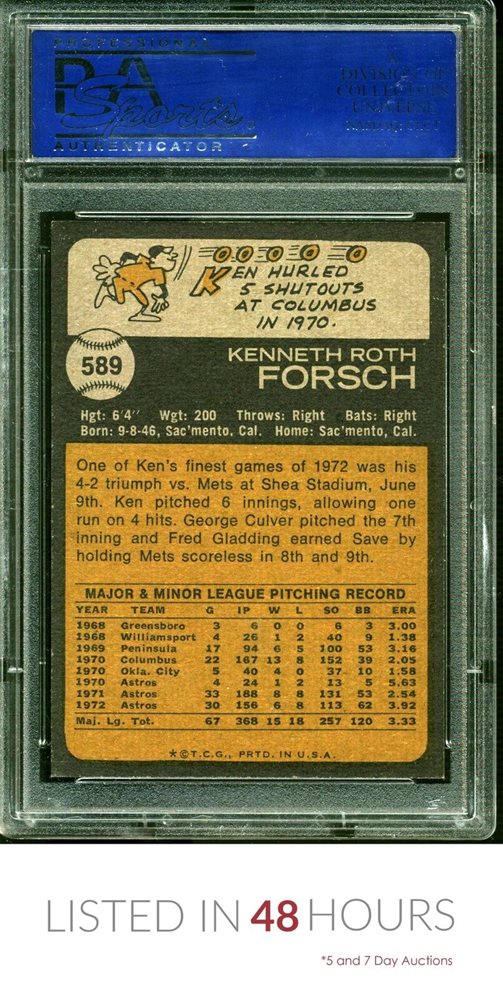 PROFESSIONAL
PSA
Sports
AUTHENTICATOR
A
DIVISION OF
COLLECTORS
UNIVERSE
KEN HURLED
5 SHUTOUTS
AT COLUMBUS
IN 1970.
589
KENNETH ROTH
FORSCH
Hgt: 6'4" Wgt: 200 Throws: Right Bats: Right
Born: 9-8-46, Sac'mento, Cal. Home: Sac'mento, Cal.
One of Ken's finest games of 1972 was his
4-2 triumph vs. Mets at Shea Stadium, June
9th. Ken pitched 6 innings, allowing one
run on 4 hits. George Culver pitched the 7th
inning and Fred Gladding earned Save by
holding Mets scoreless in 8th and 9th.
MAJOR & MINOR LEAGUE PITCHING RECORD
YEAR TEAM G IP W L SO BB ERA
1968 Greensboro 3 6 0 0 6 3 3.00
1968 Williamsport 4 26 1 2 40 9 1.38
1969 Peninsula 17 94 6 5 100 53 3.16
1970 Columbus 22 167 13 8 152 39 2.05
1970 Okla. City 5 40 4 0 37 10 1.58
1970 Astros 4 24 1 2 13 5 5.63
1971 Astros 33 188 8 8 131 53 2.54
1972 Astros 30 156 6 8 113 62 3.92
Maj. Lg. Tot. 67 368 15 18 257 120 3.33
*©T.C.G., PRTD. IN U.S.A.
LISTED IN 48 HOURS
*5 and 7 Day Auctions